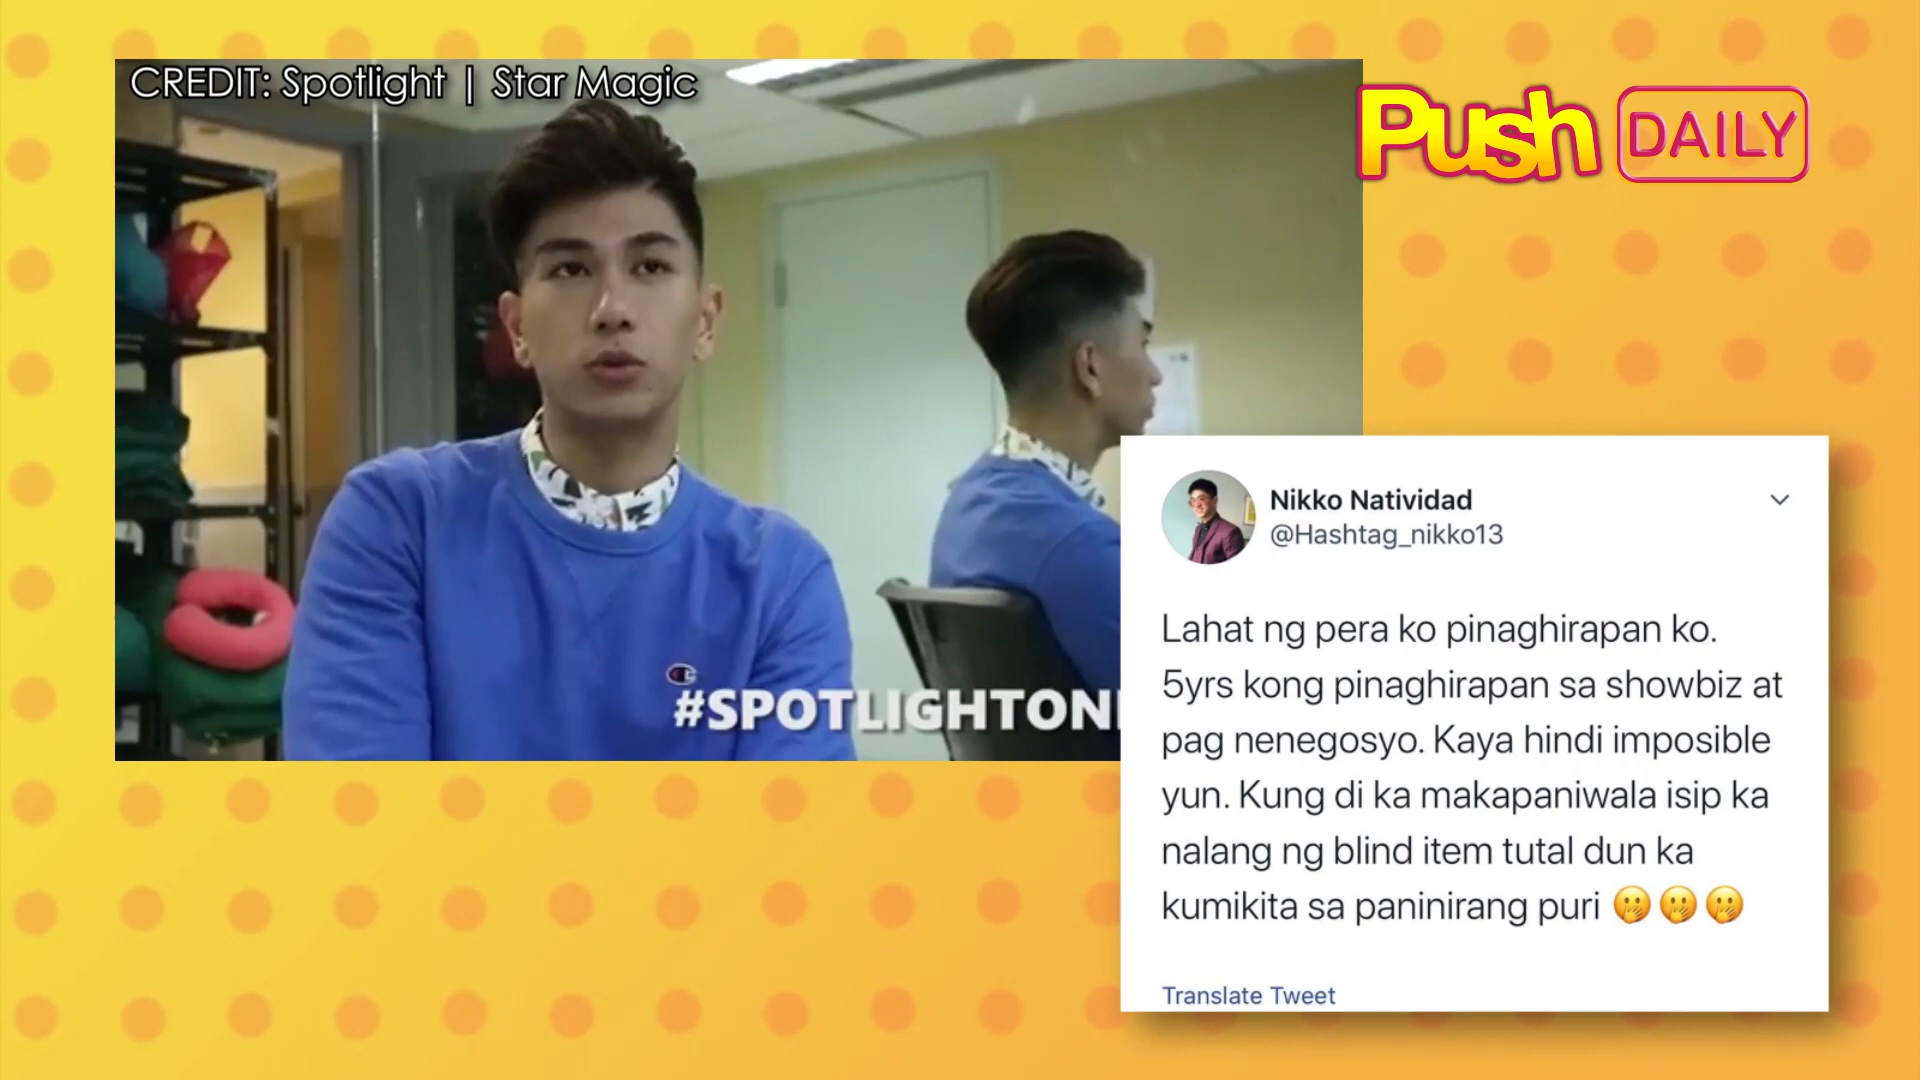 CREDIT: Spotlight | Star Magic
Push DAILY
#SPOTLIGHTON
Nikko Natividad
@Hashtag_nikko13
Lahat ng pera ko pinaghirapan ko.
5yrs kong pinaghirapan sa showbiz at
pag nenegosyo. Kaya hindi imposible
yun. Kung di ka makapaniwala isip ka
nalang ng blind item tutal dun ka
kumikita sa paninirang puri 🤭🤭🤭
Translate Tweet